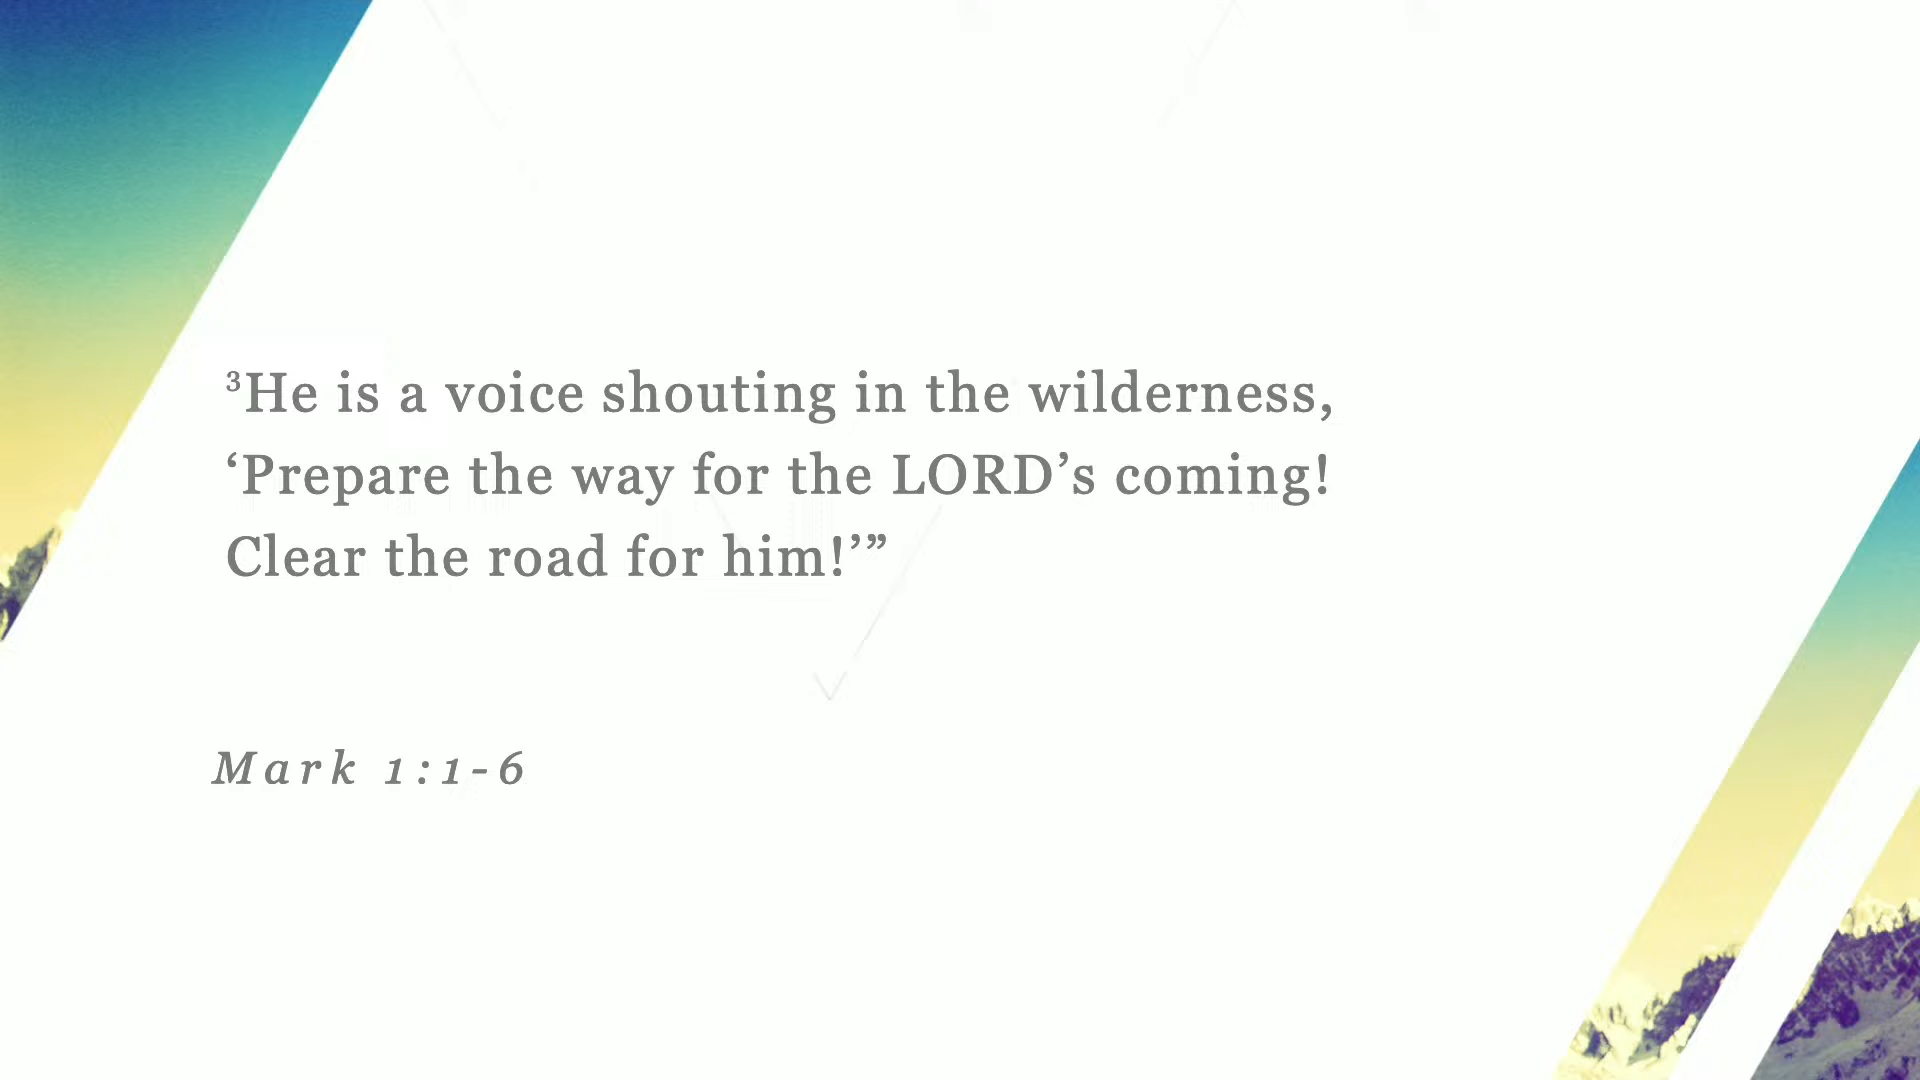 ³He is a voice shouting in the wilderness,
‘Prepare the way for the LORD’s coming!
Clear the road for him!’”
Mark 1:1-6